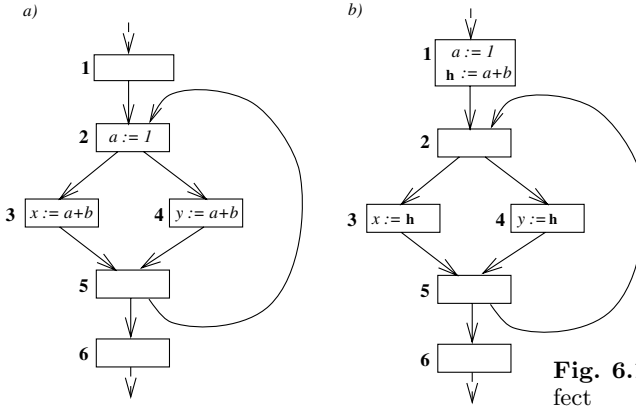 a)
1
2 a := 1
3 x := a+b
4 y := a+b
5
6
b)
1 a := 1
h := a+b
2
3 x := h
4 y := h
5
6
Fig. 6.
fect